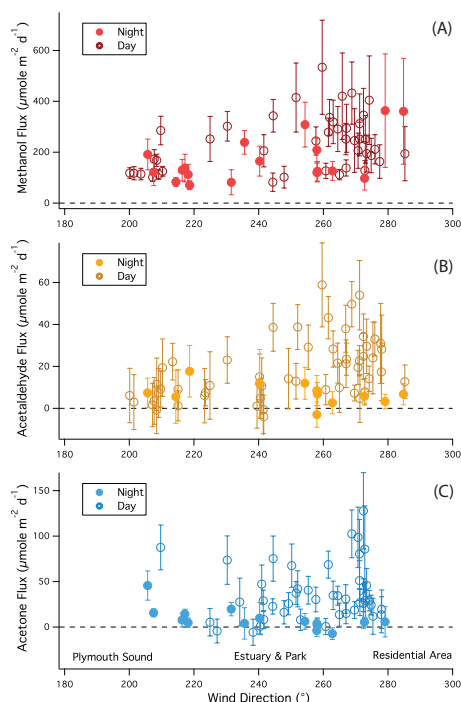 (A)
Night
Day
Methanol Flux (µmole m⁻² d⁻¹)
600
400
200
0
180 200 220 240 260 280 300
(B)
Night
Day
Acetaldehyde Flux (µmole m⁻² d⁻¹)
60
40
20
0
180 200 220 240 260 280 300
(C)
Night
Day
Acetone Flux (µmole m⁻² d⁻¹)
150
100
50
0
Plymouth Sound Estuary & Park Residential Area
180 200 220 240 260 280 300
Wind Direction (°)